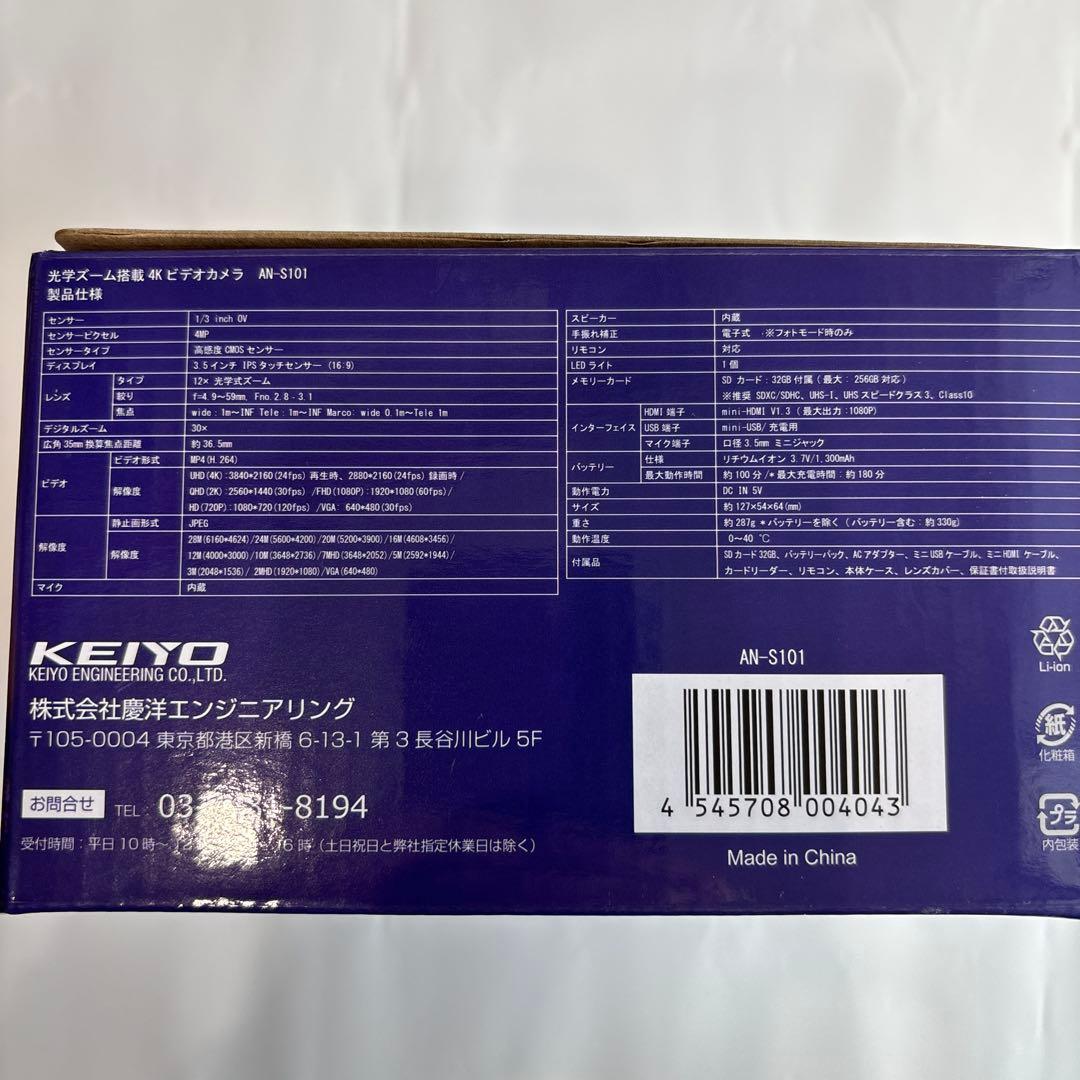 光学ズーム搭載 4K ビデオカメラ AN-S101
製品仕様
センサー 1/3 inch OV
センサーピクセル 4MP
センサータイプ 高感度 CMOS センサー
ディスプレイ 3.5 インチ IPS タッチセンサー (16:9)
レンズ タイプ 12× 光学式ズーム
絞り f=4.9～59mm, Fno.2.8 - 3.1
焦点 wide : 1m～INF Tele : 1m～INF Marco: wide 0.1m～Tele 1m
デジタルズーム 30×
広角 35mm 換算焦点距離 約 36.5mm
ビデオ ビデオ形式 MP4(H.264)
解像度 UHD(4K):3840*2160(24fps) 再生時、2880*2160(24fps) 録画時 /
QHD(2K): 2560*1440(30fps) /FHD(1080P):1920*1080(60fps) /
HD(720P):1080*720(120fps) /VGA: 640*480(30fps)
解像度 静止画形式 JPEG
解像度 28M(6160*4624)/24M(5600*4200)/20M(5200*3900)/16M(4608*3456)/
12M(4000*3000)/10M(3648*2736)/7MHD(3648*2052)/5M(2592*1944)/
3M(2048*1536)/ 2MHD(1920*1080)/VGA(640*480)
マイク 内蔵
スピーカー 内蔵
手振れ補正 電子式 ※フォトモード時のみ
リモコン 対応
LED ライト 1 個
メモリーカード SD カード : 32GB 付属 ( 最大 : 256GB 対応 )
※推奨 SDXC/SDHC、UHS-I、UHS スピードクラス 3、Class10
インターフェイス HDMI 端子 mini-HDMI V1.3 ( 最大出力 :1080P)
USB 端子 mini-USB/ 充電用
マイク端子 口径 3.5mm ミニジャック
バッテリー 仕様 リチウムイオン 3.7V/1,300mAh
最大動作時間 約 100 分 /* 最大充電時間 : 約 180 分
動作電力 DC IN 5V
サイズ 約 127×54×64(mm)
重さ 約 287g * バッテリーを除く ( バッテリー含む : 約 330g)
動作温度 0～40 ℃
付属品 SD カード 32GB、バッテリーパック、AC アダプター、ミニ USB ケーブル、ミニ HDMI ケーブル、
カードリーダー、リモコン、本体ケース、レンズカバー、保証書付取扱説明書
KEIYO
KEIYO ENGINEERING CO.,LTD.
株式会社慶洋エンジニアリング
〒105-0004 東京都港区新橋 6-13-1 第 3 長谷川ビル 5F
お問合せ TEL 03 -8194
受付時間 : 平日 10 時～ 16 時 (土日祝日と弊社指定休業日は除く)
AN-S101
4 545708 004043
Made in China
Li-ion
紙
化粧箱
プラ
内包装